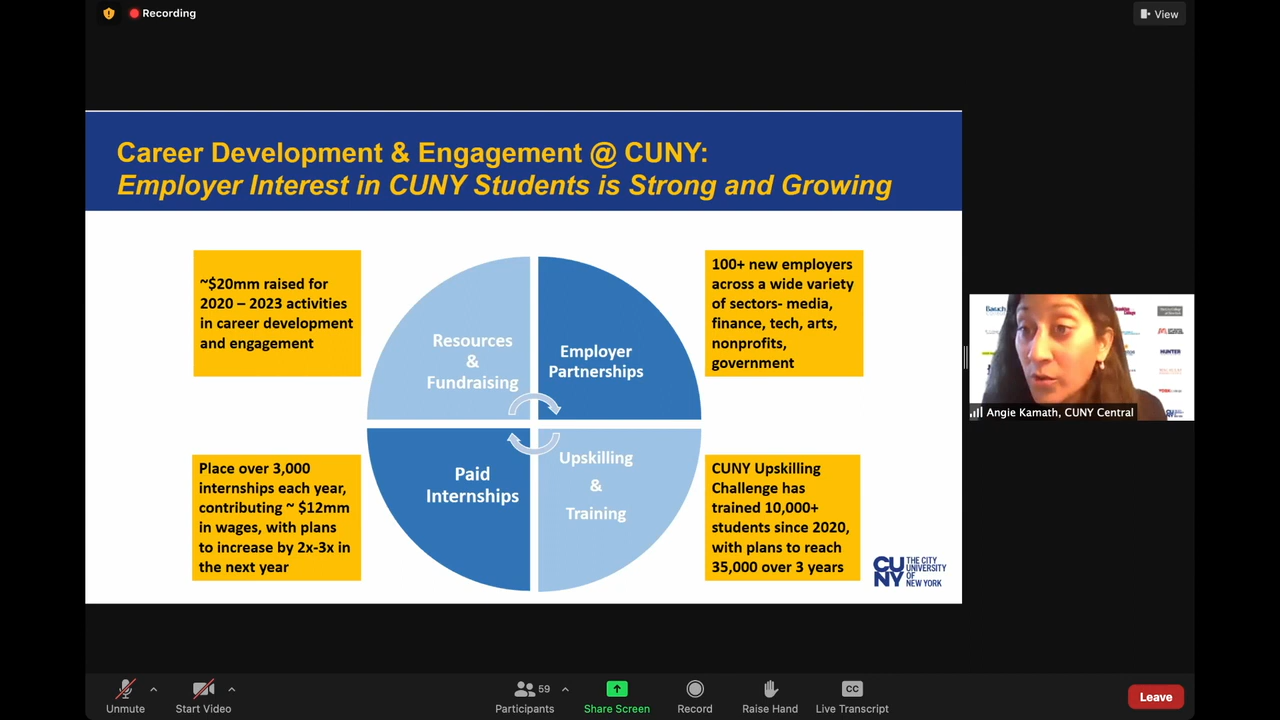 Recording
View
Career Development & Engagement @ CUNY:
Employer Interest in CUNY Students is Strong and Growing
~$20mm raised for
2020 – 2023 activities
in career development
and engagement
Resources
&
Fundraising
Employer
Partnerships
100+ new employers
across a wide variety
of sectors- media,
finance, tech, arts,
nonprofits,
government
Place over 3,000
internships each year,
contributing ~ $12mm
in wages, with plans
to increase by 2x-3x in
the next year
Paid
Internships
Upskilling
&
Training
CUNY Upskilling
Challenge has
trained 10,000+
students since 2020,
with plans to reach
35,000 over 3 years
CU
NY
THE CITY
UNIVERSITY
OF
NEW YORK
HUNTER
Angie Kamath, CUNY Central
Unmute
Start Video
59
Participants
Share Screen
Record
Raise Hand
CC
Live Transcript
Leave